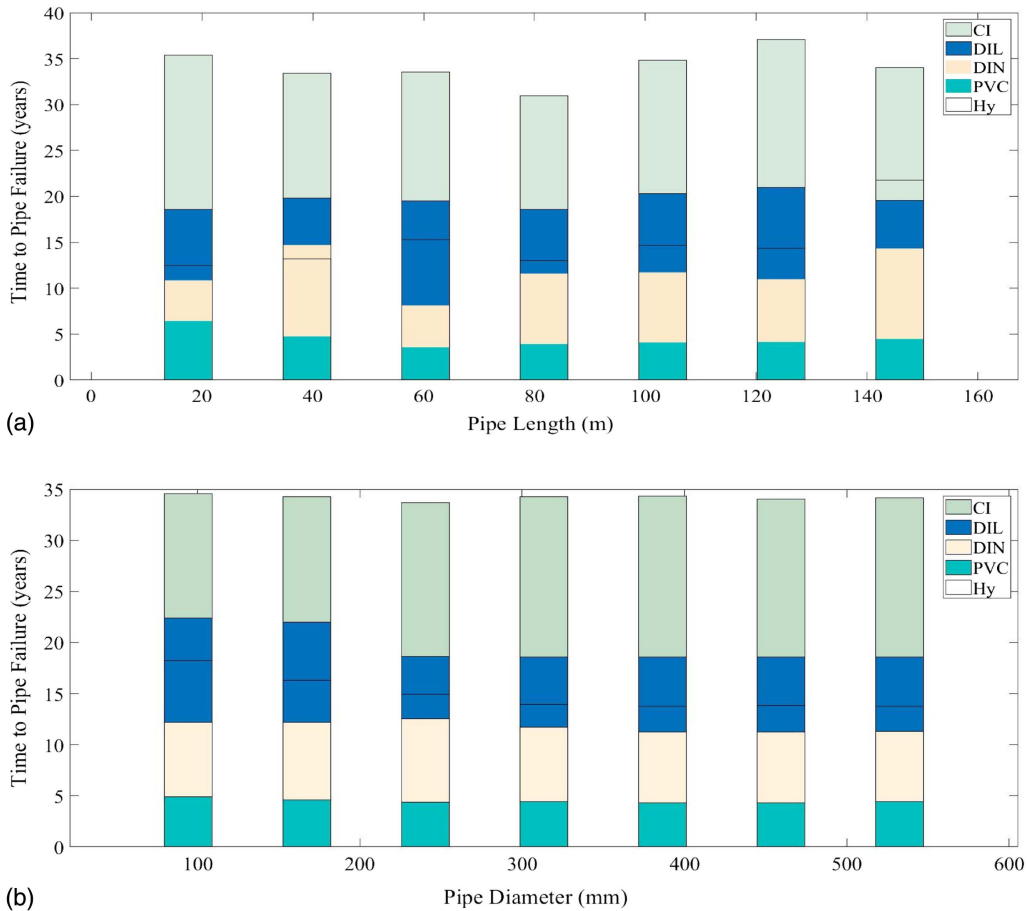 40
35
30
25
20
15
10
5
0
Time to Pipe Failure (years)
CI
DIL
DIN
PVC
Hy
0 20 40 60 80 100 120 140 160
Pipe Length (m)
(a)
35
30
25
20
15
10
5
0
Time to Pipe Failure (years)
CI
DIL
DIN
PVC
Hy
100 200 300 400 500 600
Pipe Diameter (mm)
(b)